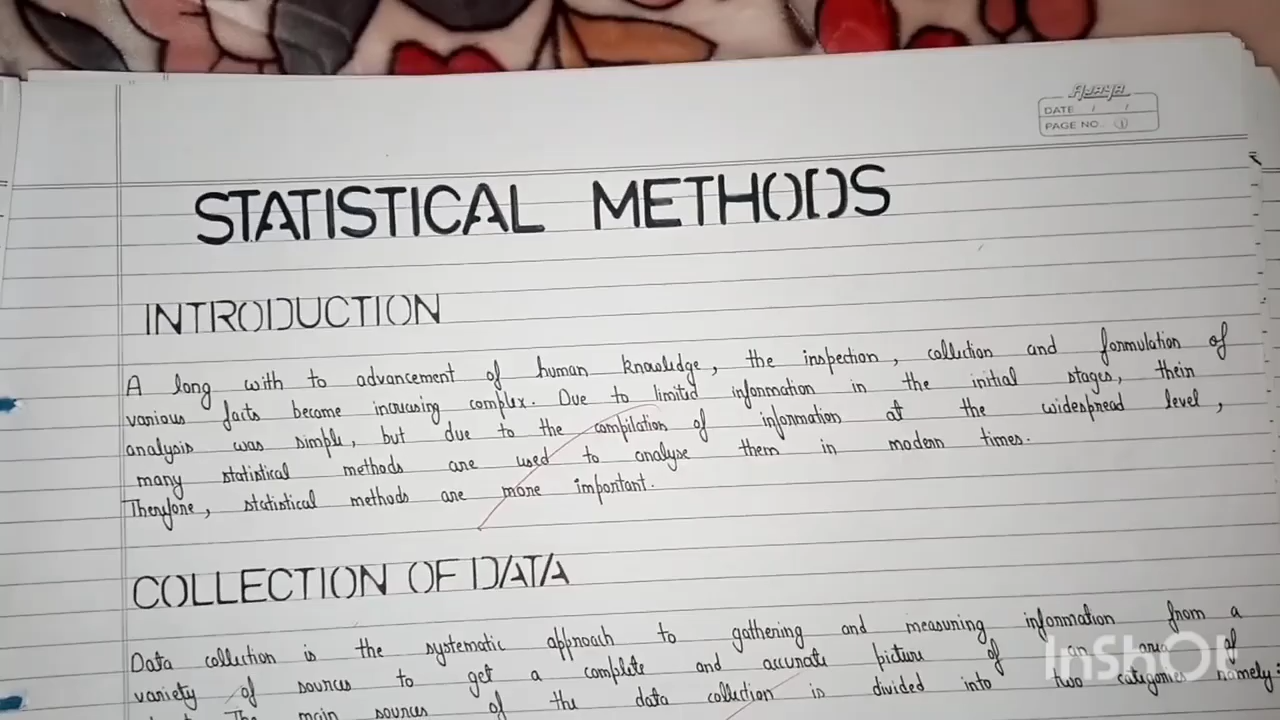 Ajaya
DATE / /
PAGE NO. 1
STATISTICAL METHODS
INTRODUCTION
A long with to advancement of human knowledge, the inspection, collection and formulation of
various facts become increasing complex. Due to limited information in the initial stages, their
analysis was simple, but due to the compilation of information at the widespread level,
many statistical methods are used to analyse them in modern times.
Therefore, statistical methods are more important.
COLLECTION OF DATA
Data collection is the systematic approach to gathering and measuring information from a
variety of sources to get a complete and accurate picture of an area of
The main sources of the data collection is divided into two categories namely:
InShOt